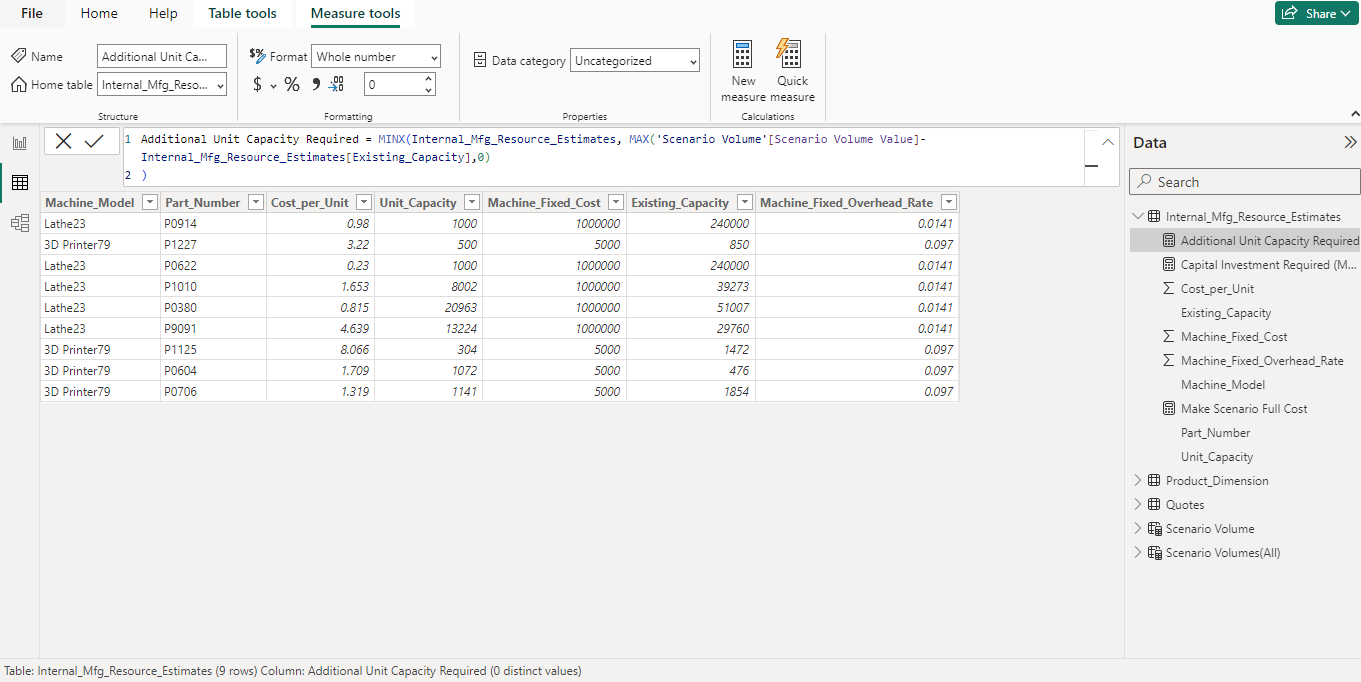 File Home Help Table tools Measure tools Share
Name Additional Unit Ca... $% Format Whole number Data category Uncategorized New measure Quick measure
Home table Internal_Mfg_Reso... $ % 0
Structure Formatting Properties Calculations
1 Additional Unit Capacity Required = MINX(Internal_Mfg_Resource_Estimates, MAX('Scenario Volume'[Scenario Volume Value]-
Internal_Mfg_Resource_Estimates[Existing_Capacity],0)
2 )
Machine_Model Part_Number Cost_per_Unit Unit_Capacity Machine_Fixed_Cost Existing_Capacity Machine_Fixed_Overhead_Rate
Lathe23 P0914 0.98 1000 1000000 240000 0.0141
3D Printer79 P1227 3.22 500 5000 850 0.097
Lathe23 P0622 0.23 1000 1000000 240000 0.0141
Lathe23 P1010 1.653 8002 1000000 39273 0.0141
Lathe23 P0380 0.815 20963 1000000 51007 0.0141
Lathe23 P9091 4.639 13224 1000000 29760 0.0141
3D Printer79 P1125 8.066 304 5000 1472 0.097
3D Printer79 P0604 1.709 1072 5000 476 0.097
3D Printer79 P0706 1.319 1141 5000 1854 0.097
Data
Search
Internal_Mfg_Resource_Estimates
Additional Unit Capacity Required
Capital Investment Required (M...
Cost_per_Unit
Existing_Capacity
Machine_Fixed_Cost
Machine_Fixed_Overhead_Rate
Machine_Model
Make Scenario Full Cost
Part_Number
Unit_Capacity
Product_Dimension
Quotes
Scenario Volume
Scenario Volumes(All)
Table: Internal_Mfg_Resource_Estimates (9 rows) Column: Additional Unit Capacity Required (0 distinct values)